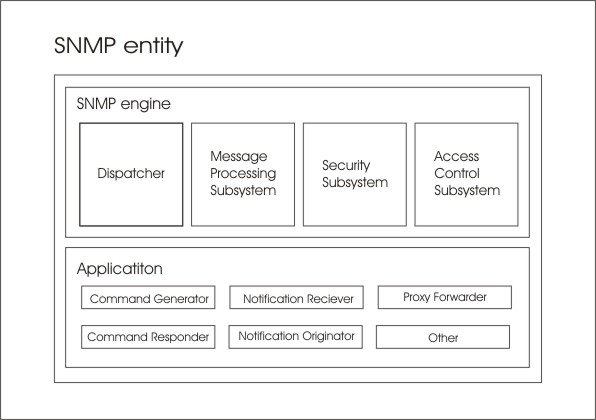 SNMP entity
SNMP engine
Dispatcher
Message
Processing
Subsystem
Security
Subsystem
Access
Control
Subsystem
Applicatiton
Command Generator
Notification Reciever
Proxy Forwarder
Command Responder
Notification Originator
Other